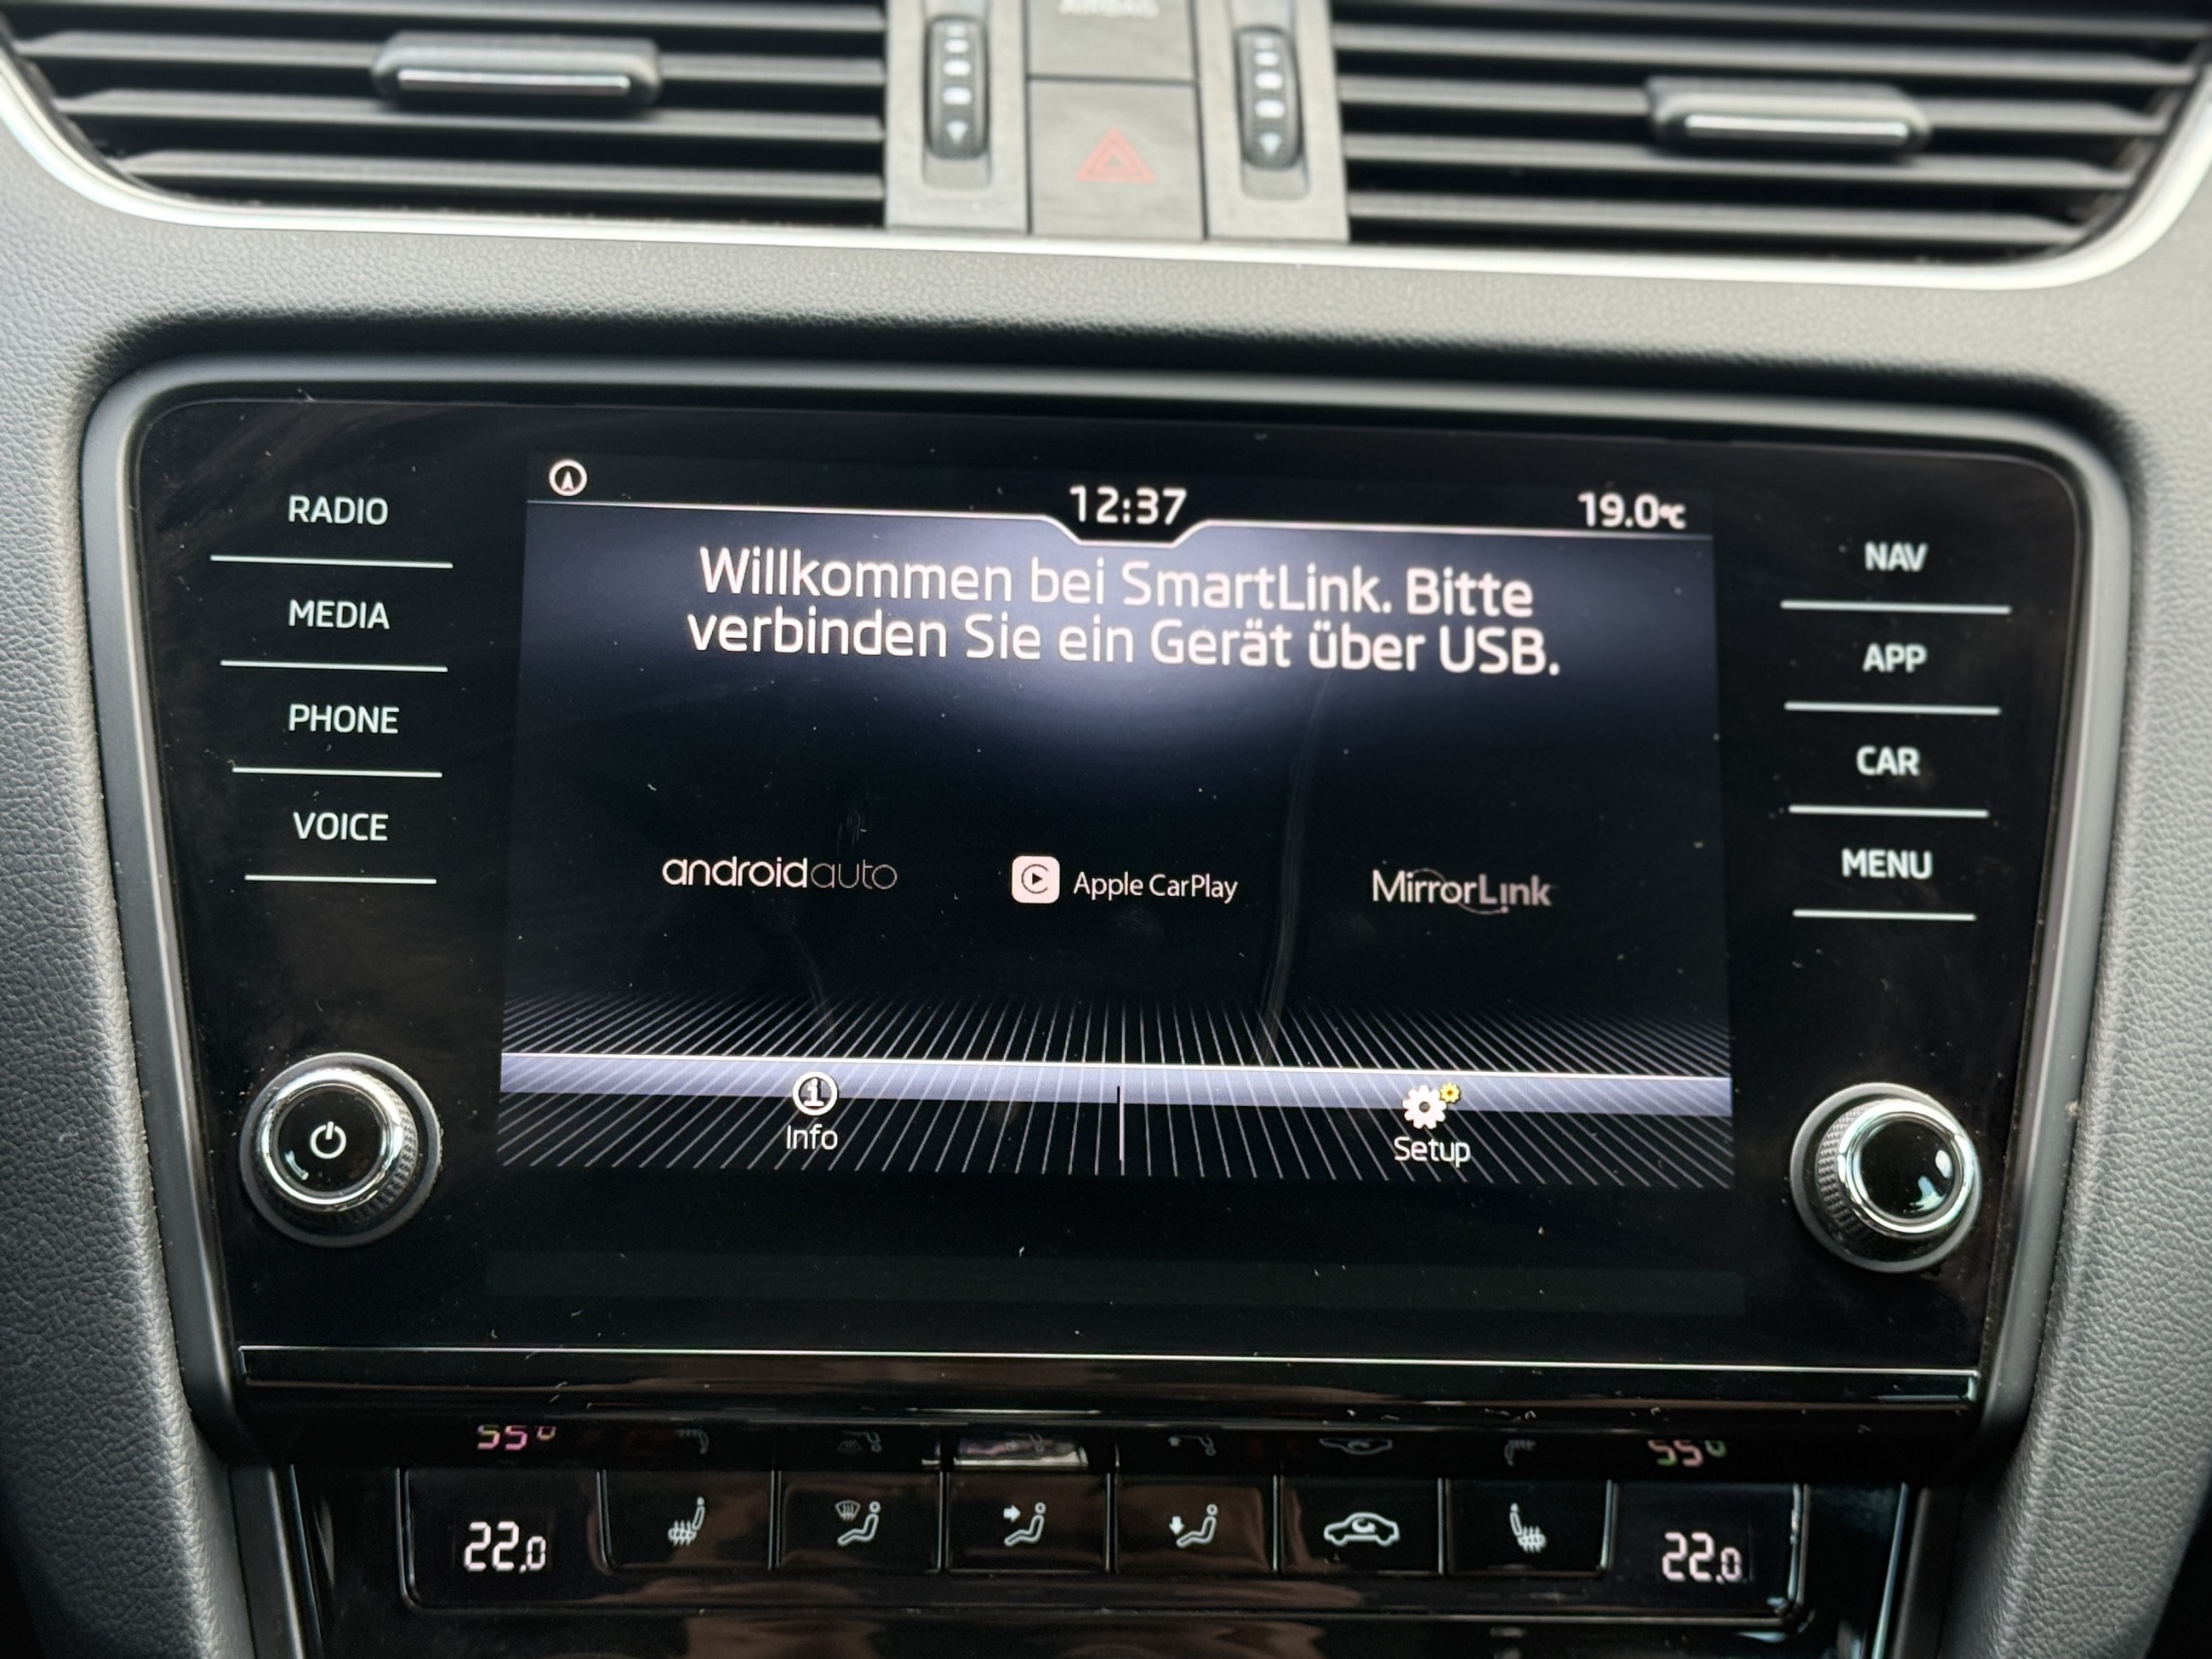 RADIO
MEDIA
PHONE
VOICE
12:37
19.0°C
Willkommen bei SmartLink. Bitte
verbinden Sie ein Gerät über USB.
androidauto
Apple CarPlay
MirrorLink
Info
Setup
NAV
APP
CAR
MENU
22.0
22.0